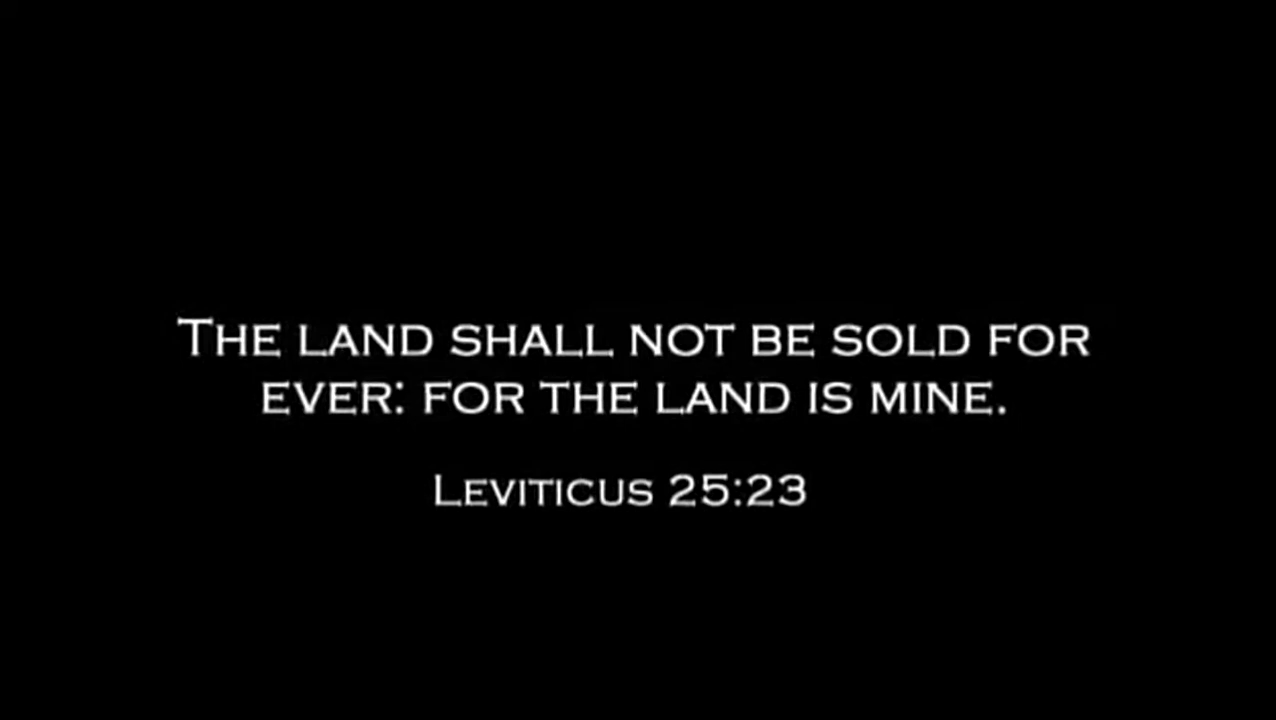 The land shall not be sold for
ever: for the land is mine.
Leviticus 25:23